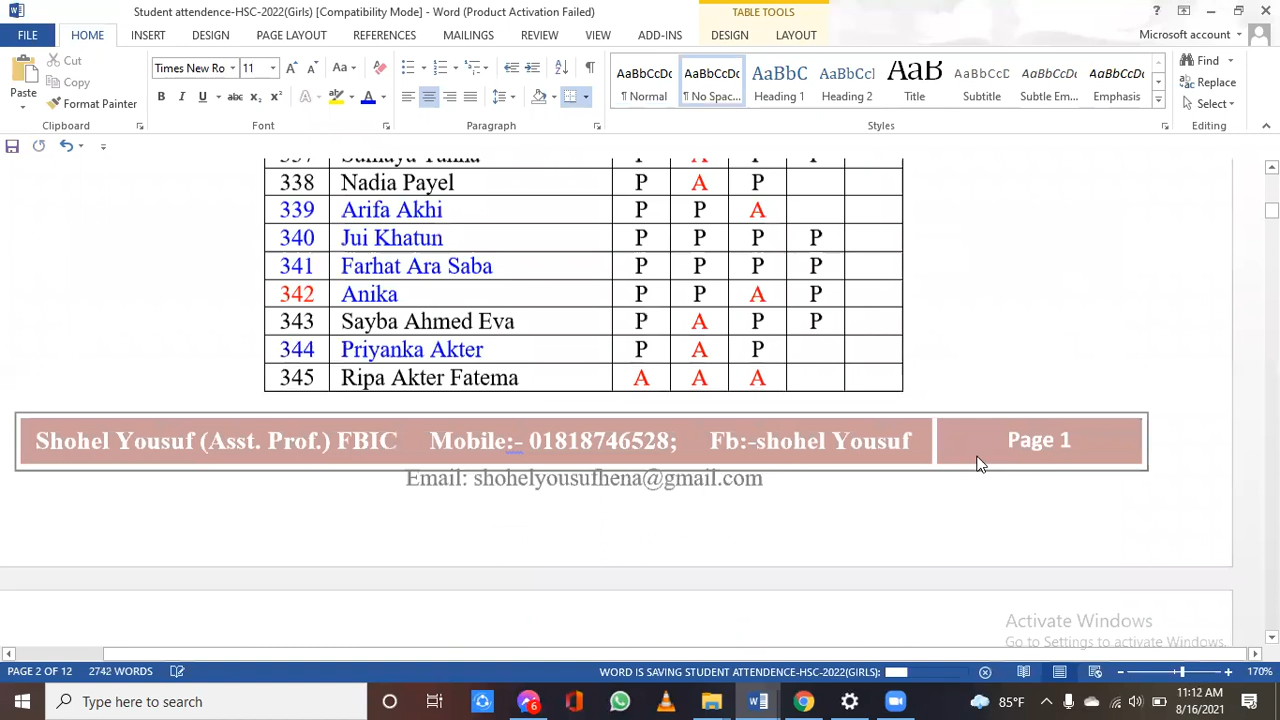 Student attendence-HSC-2022(Girls) [Compatibility Mode] - Word (Product Activation Failed)
TABLE TOOLS
FILE HOME INSERT DESIGN PAGE LAYOUT REFERENCES MAILINGS REVIEW VIEW ADD-INS DESIGN LAYOUT Microsoft account
Paste Cut Copy Format Painter
Times New Ro 11
AaBbCcDc AaBbCcDc AaBbC AaBbCcD AaB AaBbCcD AaBbCcDc AaBbCcDc
¶ Normal ¶ No Spac... Heading 1 Heading 2 Title Subtitle Subtle Em... Emphasis
Find Replace Select
Clipboard Font Paragraph Styles Editing
338 Nadia Payel P A P
339 Arifa Akhi P P A
340 Jui Khatun P P P P
341 Farhat Ara Saba P P P P
342 Anika P P A P
343 Sayba Ahmed Eva P A P P
344 Priyanka Akter P A P
345 Ripa Akter Fatema A A A
Shohel Yousuf (Asst. Prof.) FBIC Mobile:- 01818746528; Fb:-shohel Yousuf Page 1
Email: shohelyousufhena@gmail.com
Activate Windows
Go to Settings to activate Windows.
PAGE 2 OF 12 2742 WORDS WORD IS SAVING STUDENT ATTENDENCE-HSC-2022(GIRLS): 170%
Type here to search 85°F 11:12 AM
8/16/2021